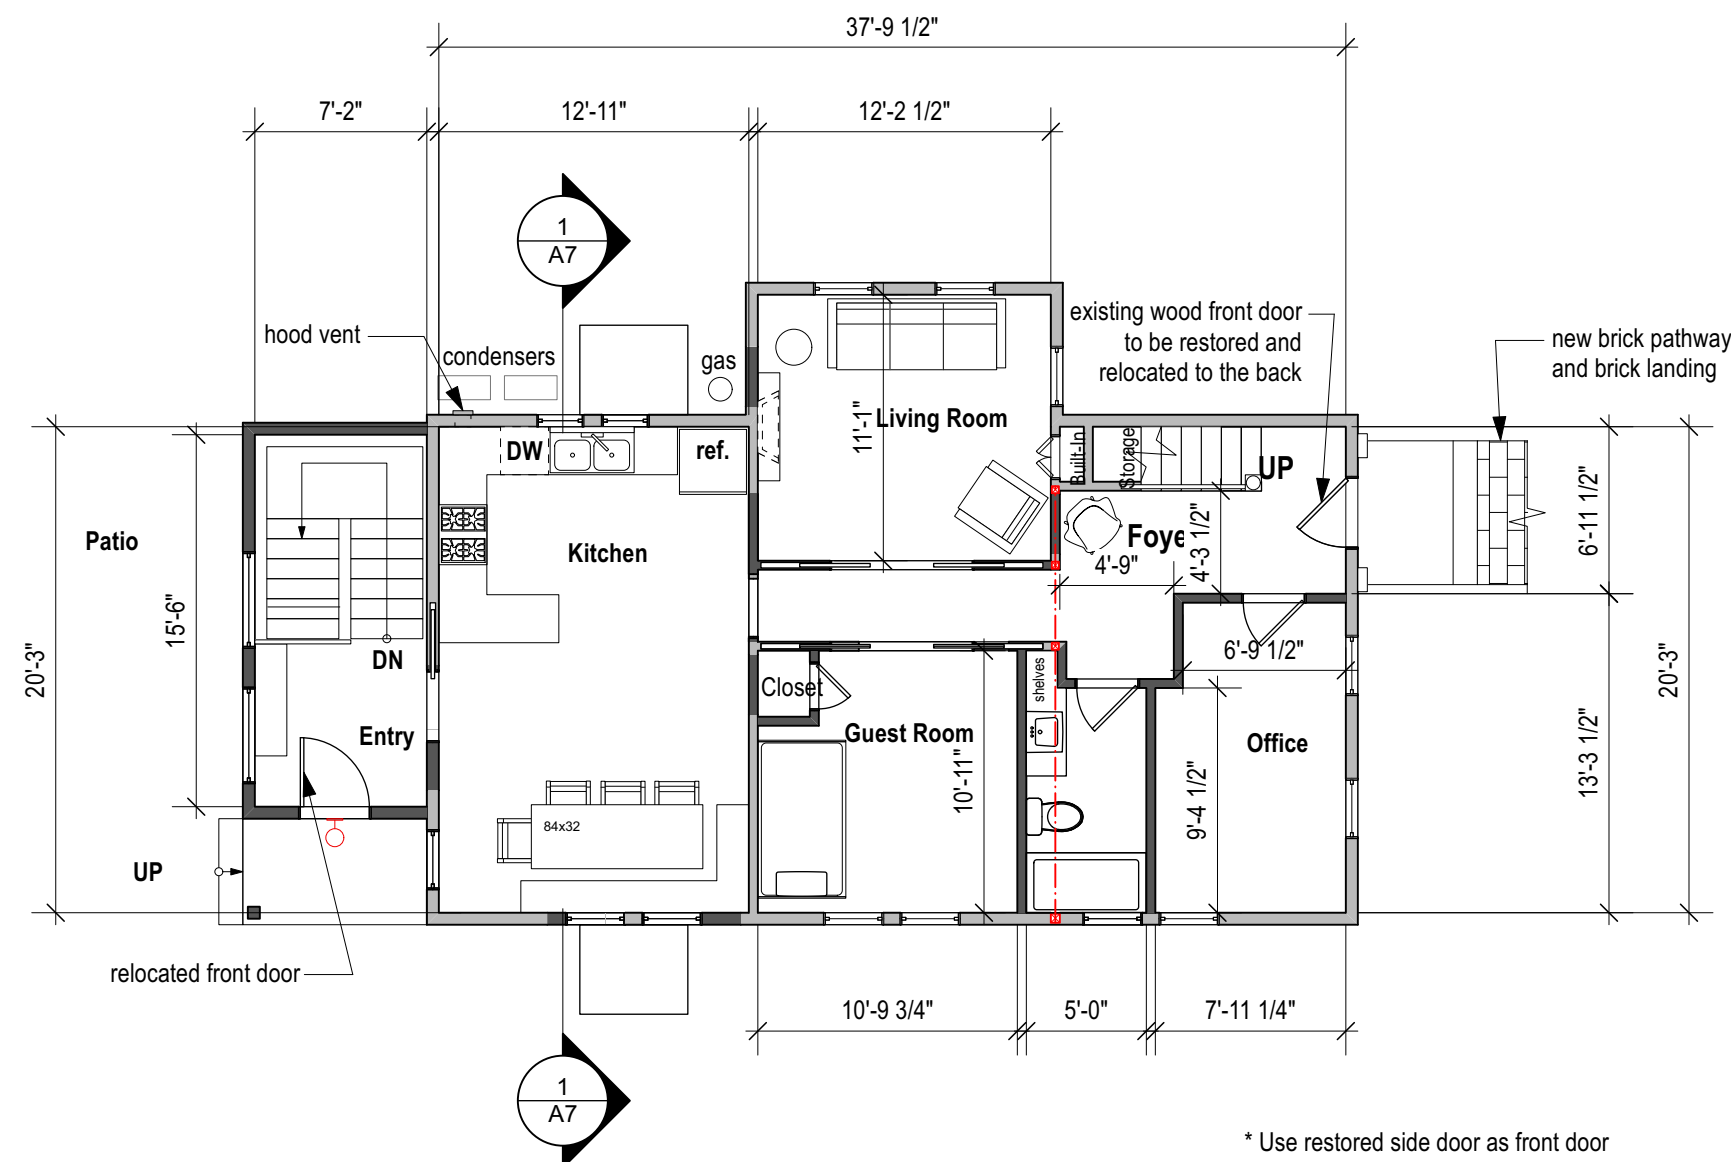 37'-9 1/2"
7'-2"
12'-11"
12'-2 1/2"
1
A7
hood vent
condensers
gas
existing wood front door
to be restored and
relocated to the back
new brick pathway
and brick landing
DW
ref.
Living Room
11'-1"
Built-In
Storage
UP
Patio
Kitchen
Foye
4'-3 1/2"
4'-9"
6'-11 1/2"
15'-6"
20'-3"
DN
Entry
Closet
shelves
6'-9 1/2"
20'-3"
Guest Room
Office
10'-11"
9'-4 1/2"
13'-3 1/2"
84x32
UP
relocated front door
10'-9 3/4"
5'-0"
7'-11 1/4"
1
A7
* Use restored side door as front door